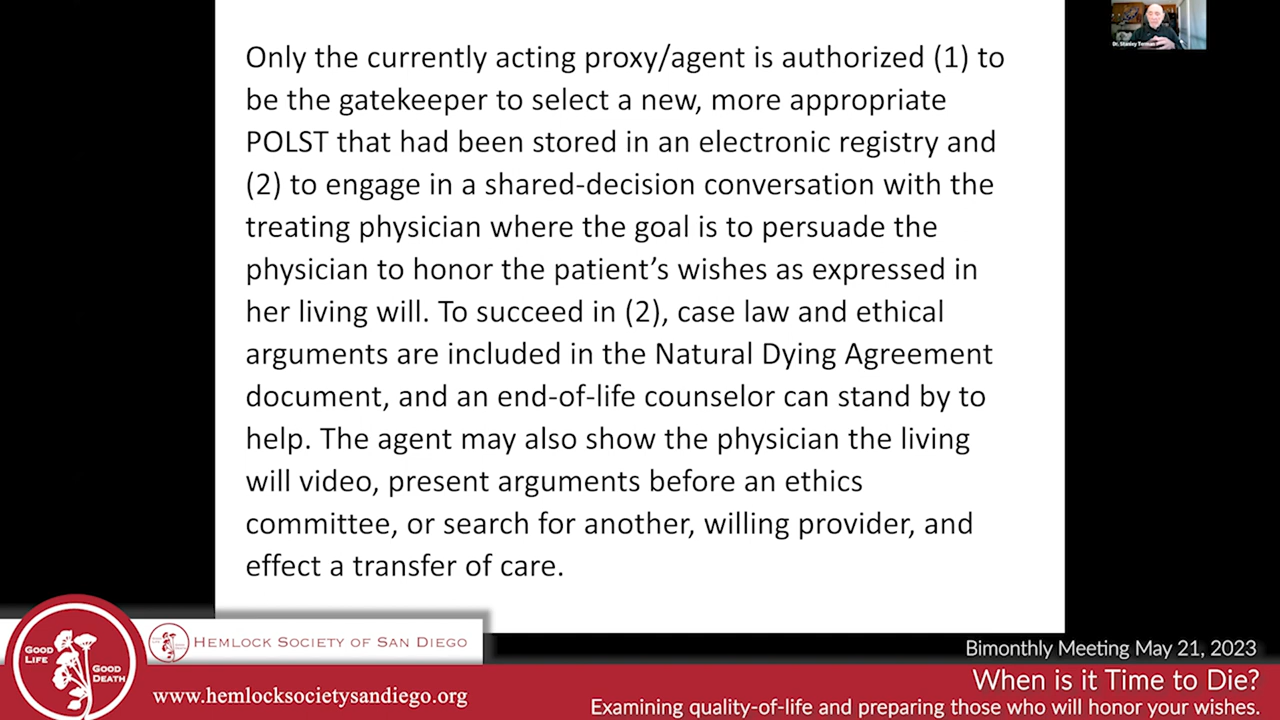 Only the currently acting proxy/agent is authorized (1) to
be the gatekeeper to select a new, more appropriate
POLST that had been stored in an electronic registry and
(2) to engage in a shared-decision conversation with the
treating physician where the goal is to persuade the
physician to honor the patient’s wishes as expressed in
her living will. To succeed in (2), case law and ethical
arguments are included in the Natural Dying Agreement
document, and an end-of-life counselor can stand by to
help. The agent may also show the physician the living
will video, present arguments before an ethics
committee, or search for another, willing provider, and
effect a transfer of care.
Dr. Stanley
GOOD
LIFE
GOOD
DEATH
HEMLOCK SOCIETY OF SAN DIEGO
www.hemlocksocietysandiego.org
Bimonthly Meeting May 21, 2023
When is it Time to Die?
Examining quality-of-life and preparing those who will honor your wishes.